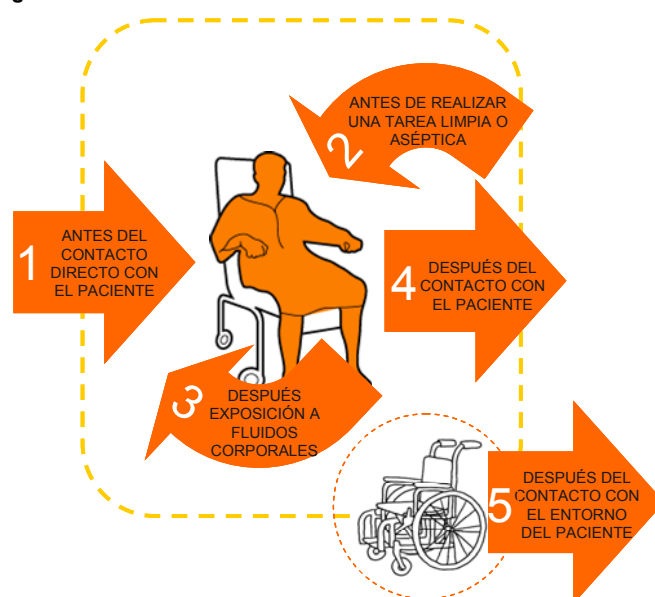 1
ANTES DEL
CONTACTO
DIRECTO CON
EL PACIENTE
2
ANTES DE REALIZAR
UNA TAREA LIMPIA O
ASÉPTICA
3
DESPUÉS
EXPOSICIÓN A
FLUIDOS
CORPORALES
4
DESPUÉS DEL
CONTACTO CON
EL PACIENTE
5
DESPUÉS DEL
CONTACTO CON
EL ENTORNO
DEL PACIENTE